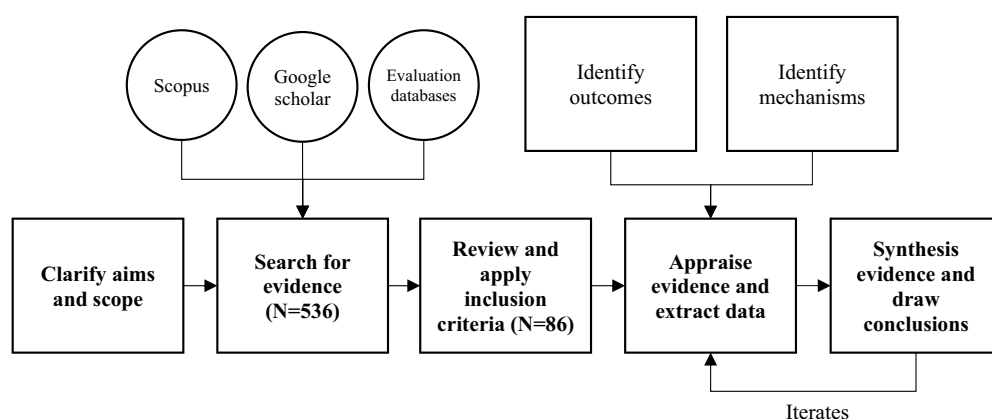 Scopus
Google
scholar
Evaluation
databases
Identify
outcomes
Identify
mechanisms
Clarify aims
and scope
Search for
evidence
(N=536)
Review and
apply
inclusion
criteria (N=86)
Appraise
evidence and
extract data
Synthesis
evidence and
draw
conclusions
Iterates